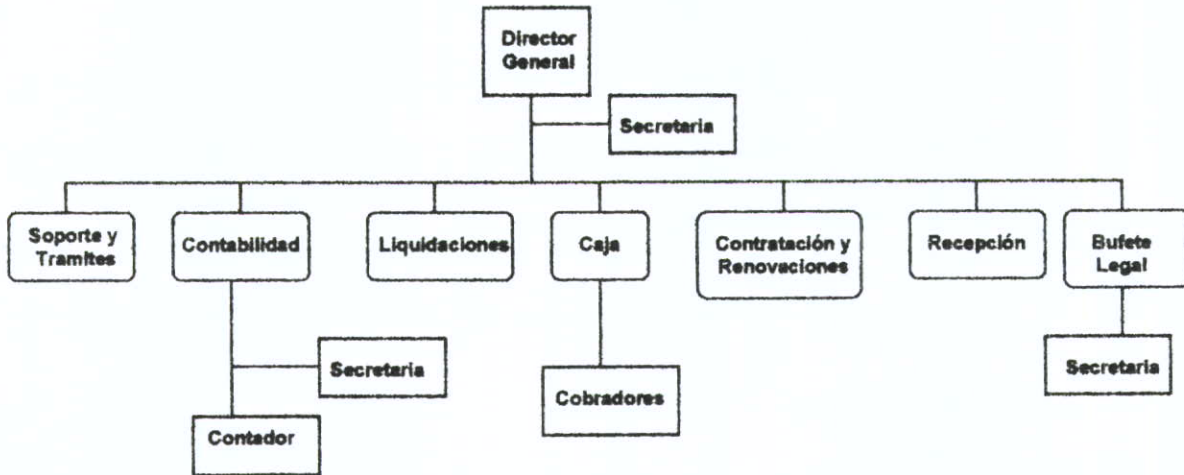 Director
General
Secretaria
Soporte y
Tramites
Contabilidad
Liquidaciones
Caja
Contratación y
Renovaciones
Recepción
Bufete
Legal
Secretaria
Contador
Cobradores
Secretaria